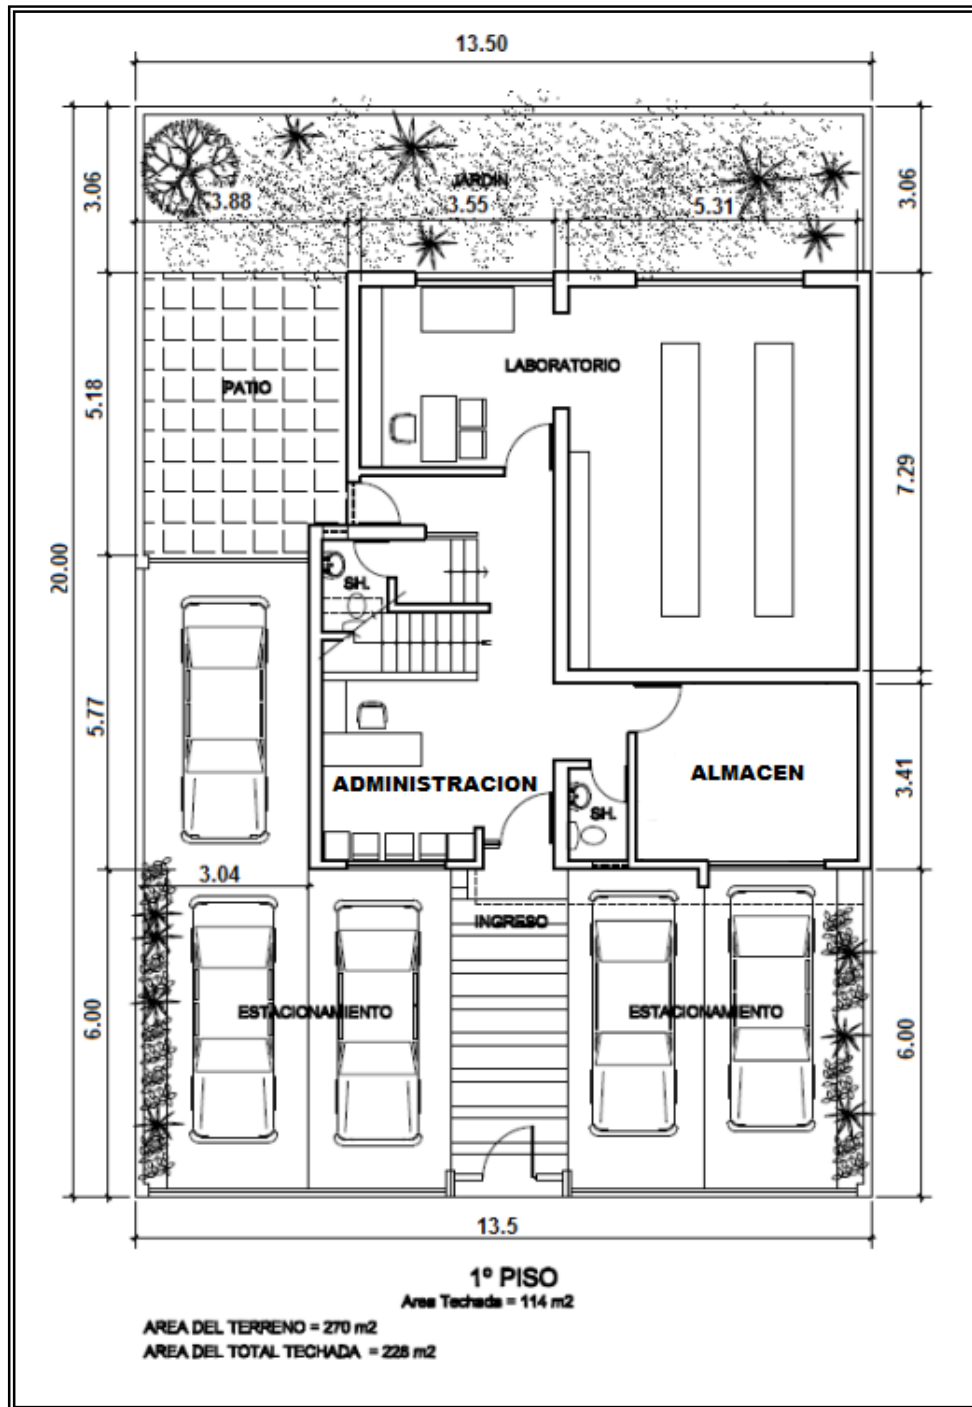 13.50
JARDIN
3.06
3.88
3.55
5.31
3.06
LABORATORIO
PATIO
5.18
7.29
20.00
SH.
5.77
ADMINISTRACION
ALMACEN
3.41
SH.
3.04
INGRESO
ESTACIONAMIENTO
ESTACIONAMIENTO
6.00
6.00
13.5
1º PISO
Area Techada = 114 m2
AREA DEL TERRENO = 270 m2
AREA DEL TOTAL TECHADA = 228 m2